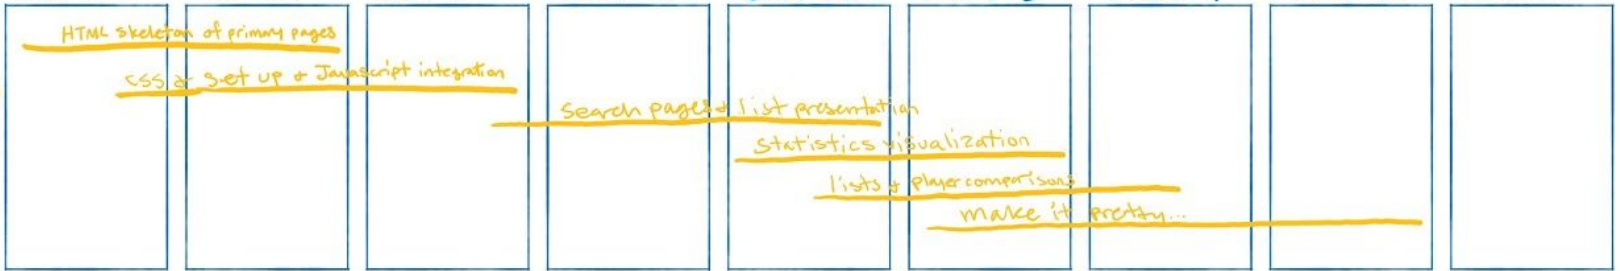 HTML skeleton of primary pages
CSS & set up & Javascript integration
search pages & list presentation
statistics visualization
lists & player comparisons
make it pretty...